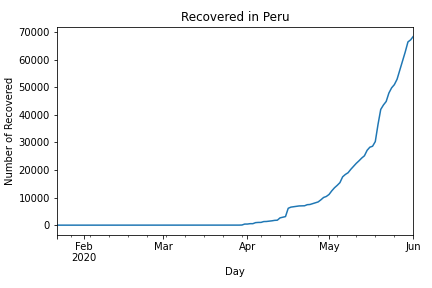 Recovered in Peru
70000
60000
50000
40000
30000
20000
10000
0
Number of Recovered
Feb
2020
Mar
Apr
May
Jun
Day